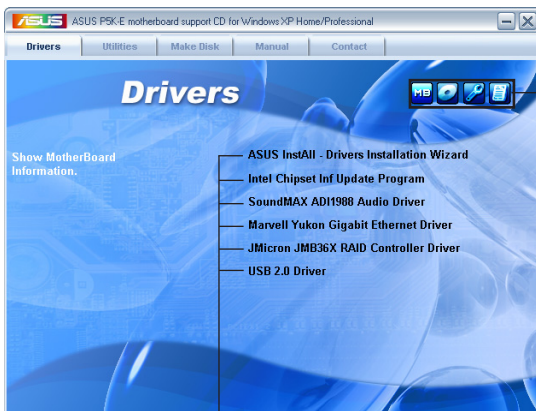 ASUS ASUS P5K-E motherboard support CD for Windows XP Home/Professional
Drivers Utilities Make Disk Manual Contact
Drivers
MB
Show MotherBoard
Information.
ASUS InstAll - Drivers Installation Wizard
Intel Chipset Inf Update Program
SoundMAX ADI1988 Audio Driver
Marvell Yukon Gigabit Ethernet Driver
JMicron JMB36X RAID Controller Driver
USB 2.0 Driver